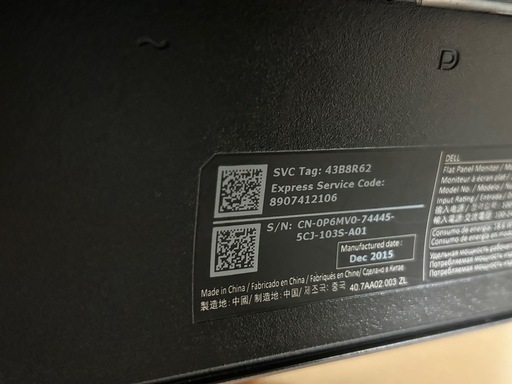 SVC Tag: 43B8R62
Express Service Code:
8907412106
S/N: CN-0P6MV0-74445-
5CJ-103S-A01
Manufactured date :
Dec 2015
Made in China / Fabricado en China / Fabriqués en Chine/ Сделано в Китае
製造地: 中國/ 制造地: 中国/ 제조국: 중국 40.7AA02.003 ZL
DELL
Flat Panel Monitor
Moniteur à écran plat
Model No. /
Input Rating /
Consumo de energía
Consumo de energía
Потребляемая мощность